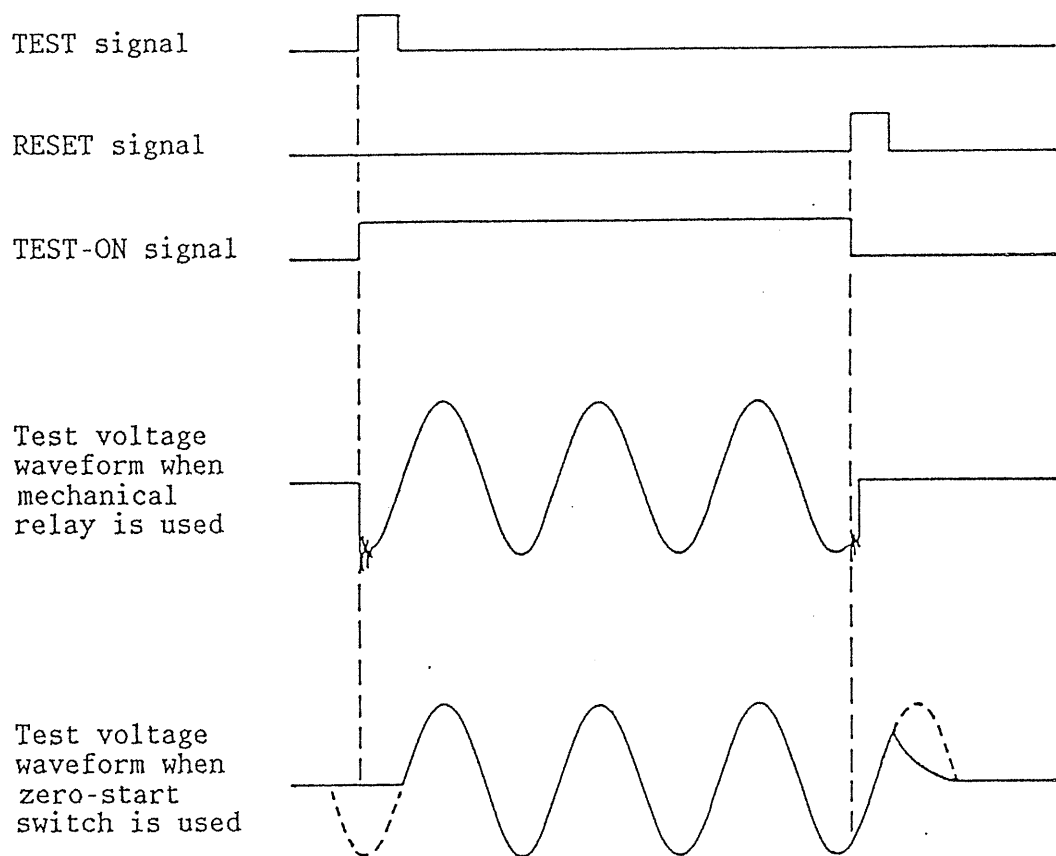 TEST signal
RESET signal
TEST-ON signal
Test voltage
waveform when
mechanical
relay is used
Test voltage
waveform when
zero-start
switch is used